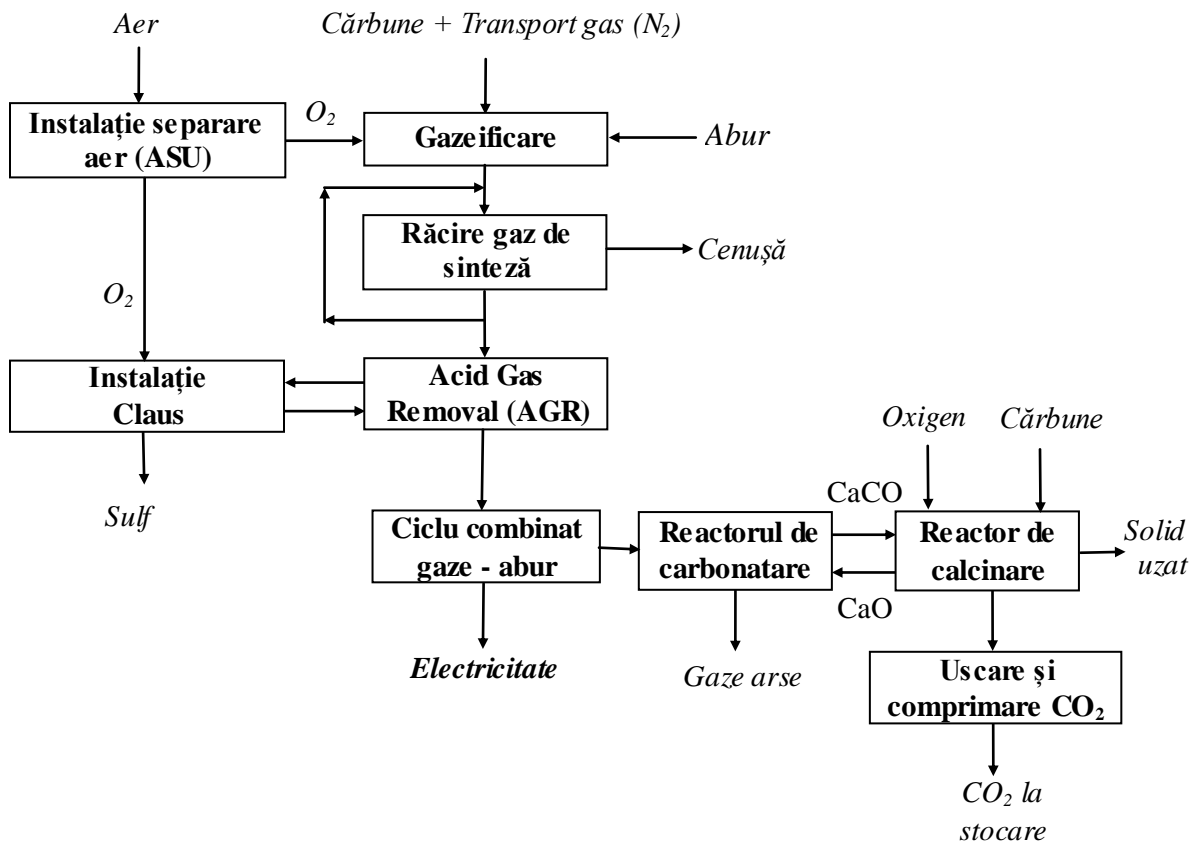 Aer
Cărbune + Transport gas (N₂)
Instalație separare
aer (ASU)
O₂
Gazeificare
Abur
Răcire gaz de
sinteză
Cenușă
O₂
Instalație
Claus
Acid Gas
Removal (AGR)
Sulf
Oxigen
Cărbune
CaCO
Ciclu combinat
gaze - abur
Reactorul de
carbonatare
Reactor de
calcinare
Solid
uzat
CaO
Electricitate
Gaze arse
Uscare și
comprimare CO₂
CO₂ la
stocare